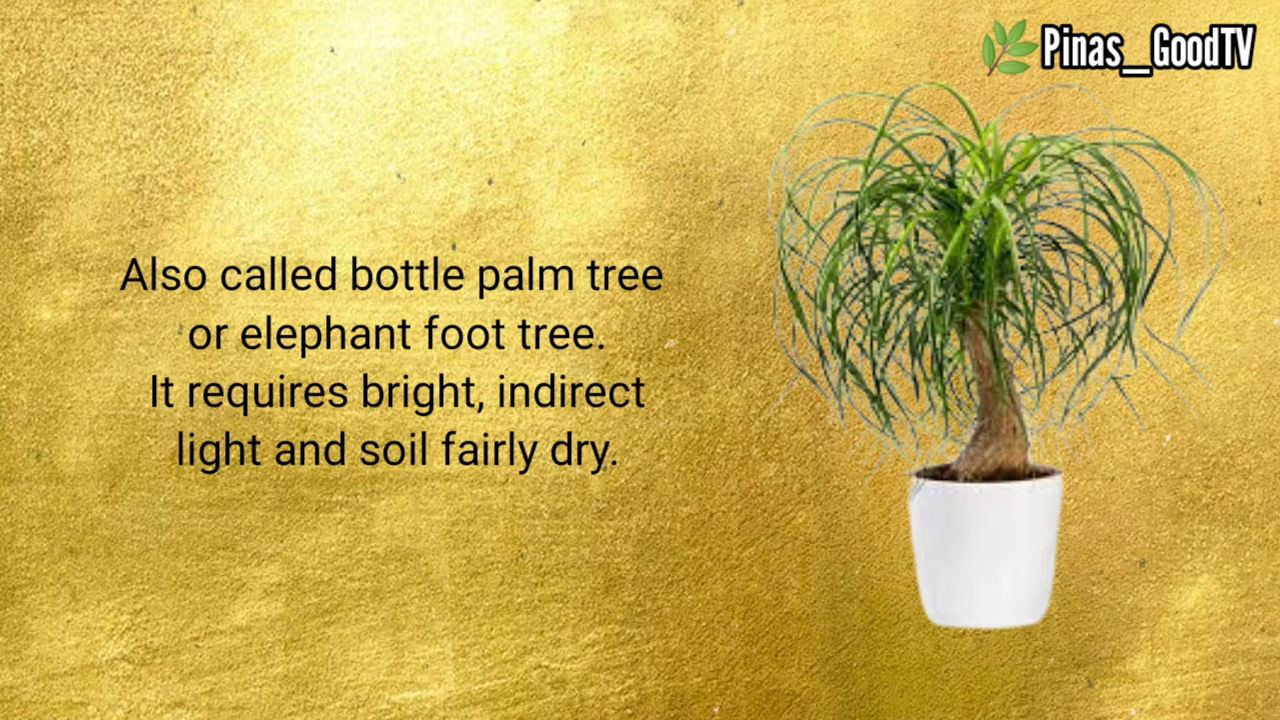 Pinas_GoodTV
Also called bottle palm tree
or elephant foot tree.
It requires bright, indirect
light and soil fairly dry.